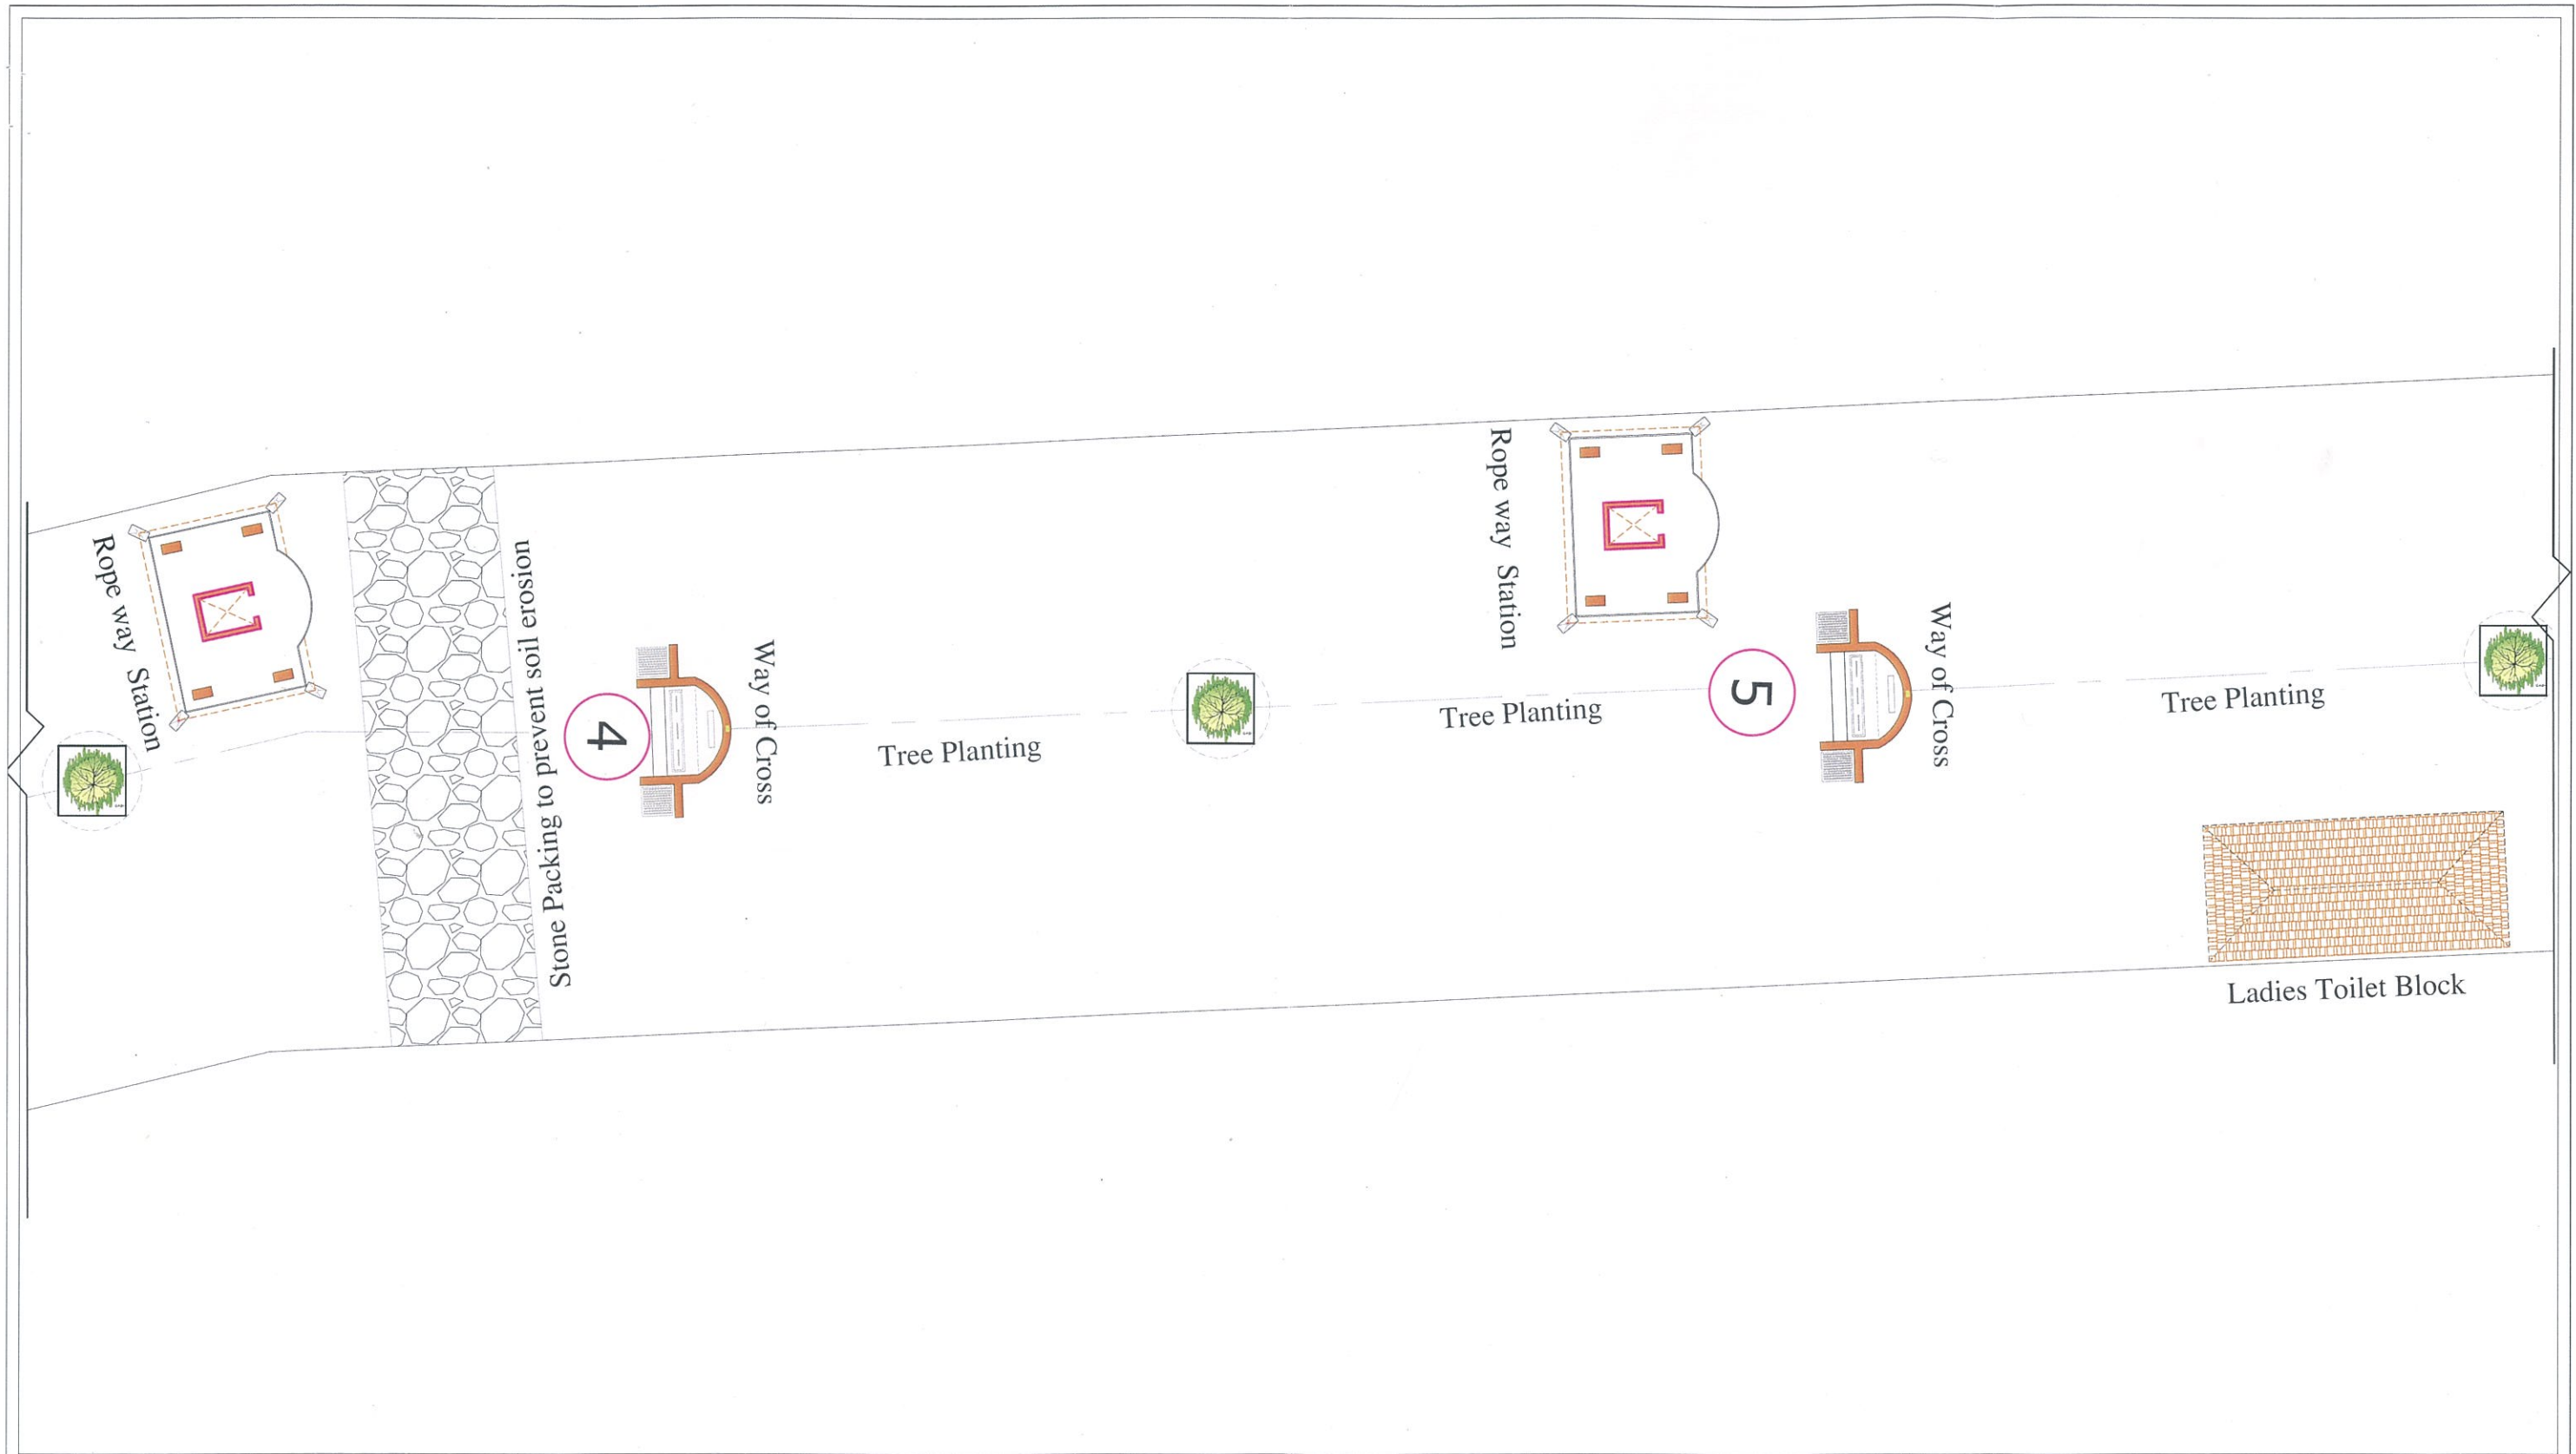 Rope way Station
Stone Packing to prevent soil erosion
4
Way of Cross
Tree Planting
Rope way Station
Tree Planting
5
Way of Cross
Tree Planting
Ladies Toilet Block